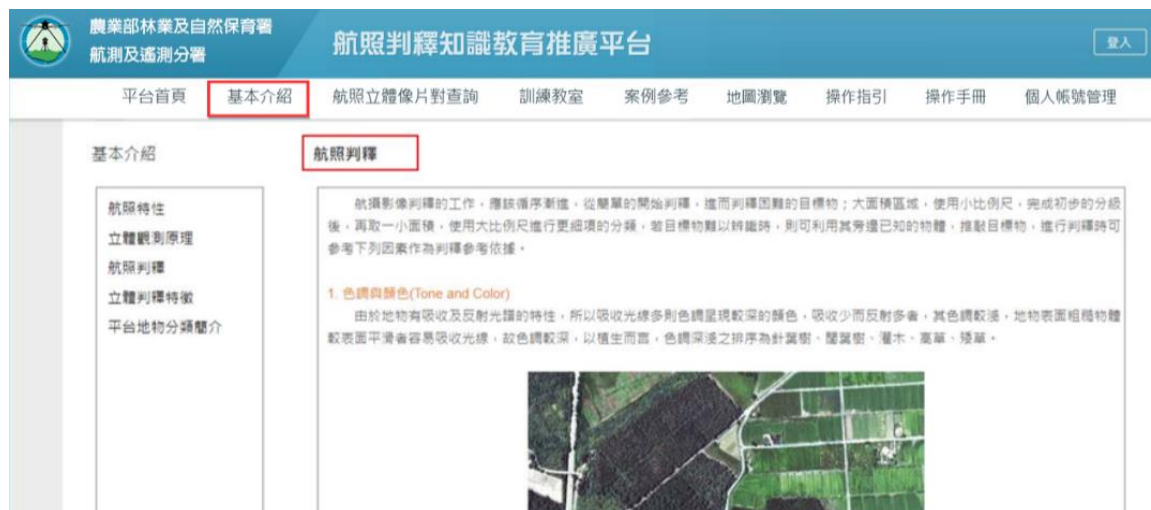 農業部林業及自然保育署
航測及遙測分署
航照判釋知識教育推廣平台
登入
平台首頁 基本介紹 航照立體像片對查詢 訓練教室 案例參考 地圖瀏覽 操作指引 操作手冊 個人帳號管理
基本介紹
航照特性
立體觀測原理
航照判釋
立體判釋特徵
平台地物分類簡介
航照判釋
航攝影像判釋的工作，應該循序漸進，從簡單的開始判釋，進而判釋困難的目標物；大面積區域，使用小比例尺，完成初步的分級
後，再取一小面積，使用大比例尺進行更細項的分類，若目標物難以辨識時，則可利用其旁邊已知的物體，推敲目標物，進行判釋時可
參考下列因素作為判釋參考依據。
1. 色調與顏色(Tone and Color)
由於地物有吸收及反射光譜的特性，所以吸收光線多則色調呈現較深的顏色，吸收少而反射多者，其色調較淺，地物表面粗糙物體
較表面平滑者容易吸收光線，故色調較深，以植生而言，色調深淺之排序為針葉樹、闊葉樹、灌木、高草、矮草。